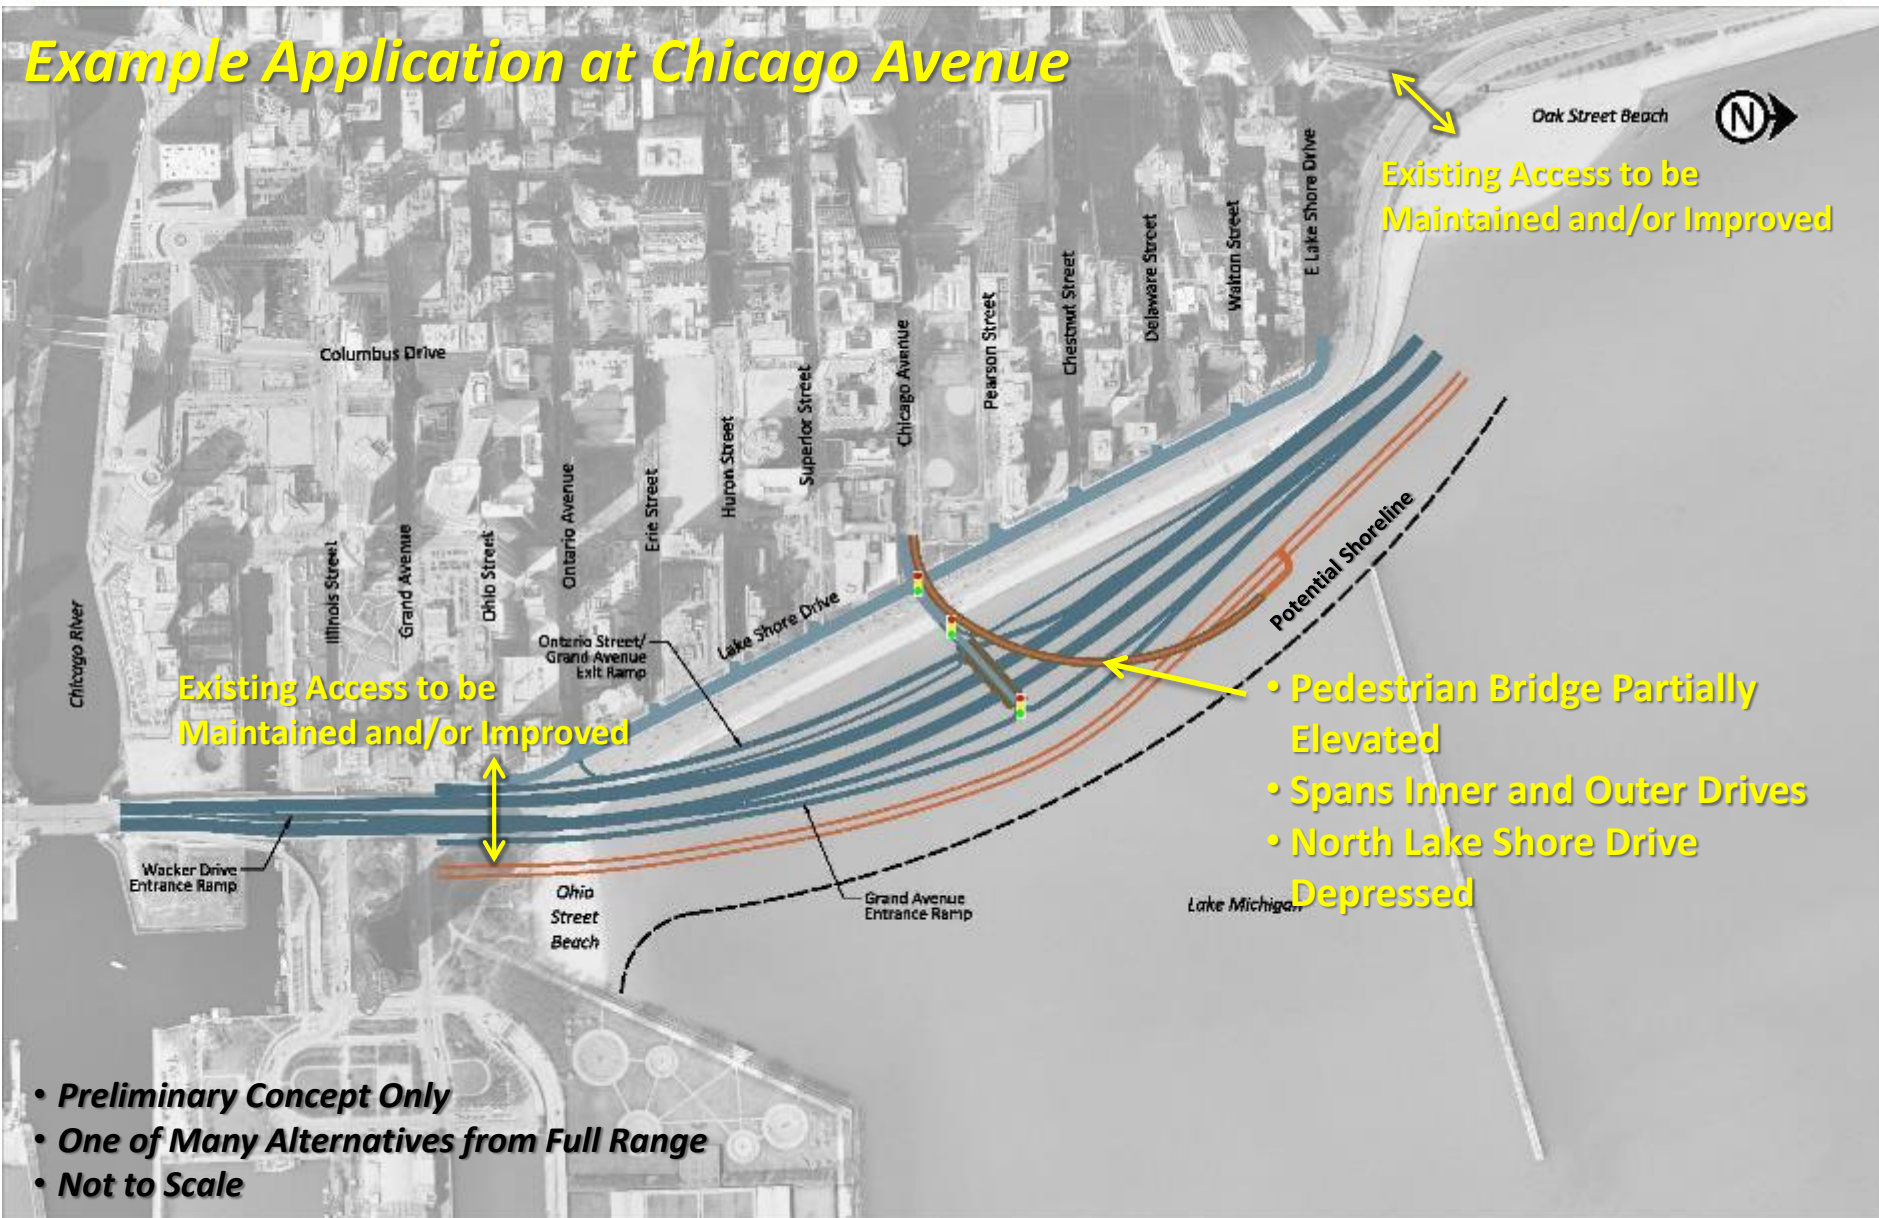 Example Application at Chicago Avenue
Oak Street Beach
N
Existing Access to be
Maintained and/or Improved
E Lake Shore Drive
Walton Street
Delaware Street
Chestnut Street
Pearson Street
Chicago Avenue
Superior Street
Huron Street
Erie Street
Ontario Avenue
Ohio Street
Grand Avenue
Illinois Street
Columbus Drive
Chicago River
Lake Shore Drive
Potential Shoreline
Ontario Street/
Grand Avenue
Exit Ramp
Existing Access to be
Maintained and/or Improved
• Pedestrian Bridge Partially
Elevated
• Spans Inner and Outer Drives
• North Lake Shore Drive
Depressed
Wacker Drive
Entrance Ramp
Ohio
Street
Beach
Grand Avenue
Entrance Ramp
Lake Michigan
• Preliminary Concept Only
• One of Many Alternatives from Full Range
• Not to Scale